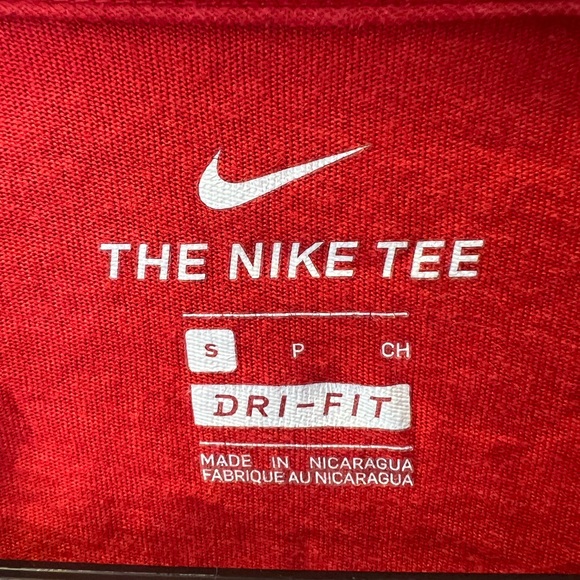 THE NIKE TEE
S P CH
DRI-FIT
MADE IN NICARAGUA
FABRIQUE AU NICARAGUA